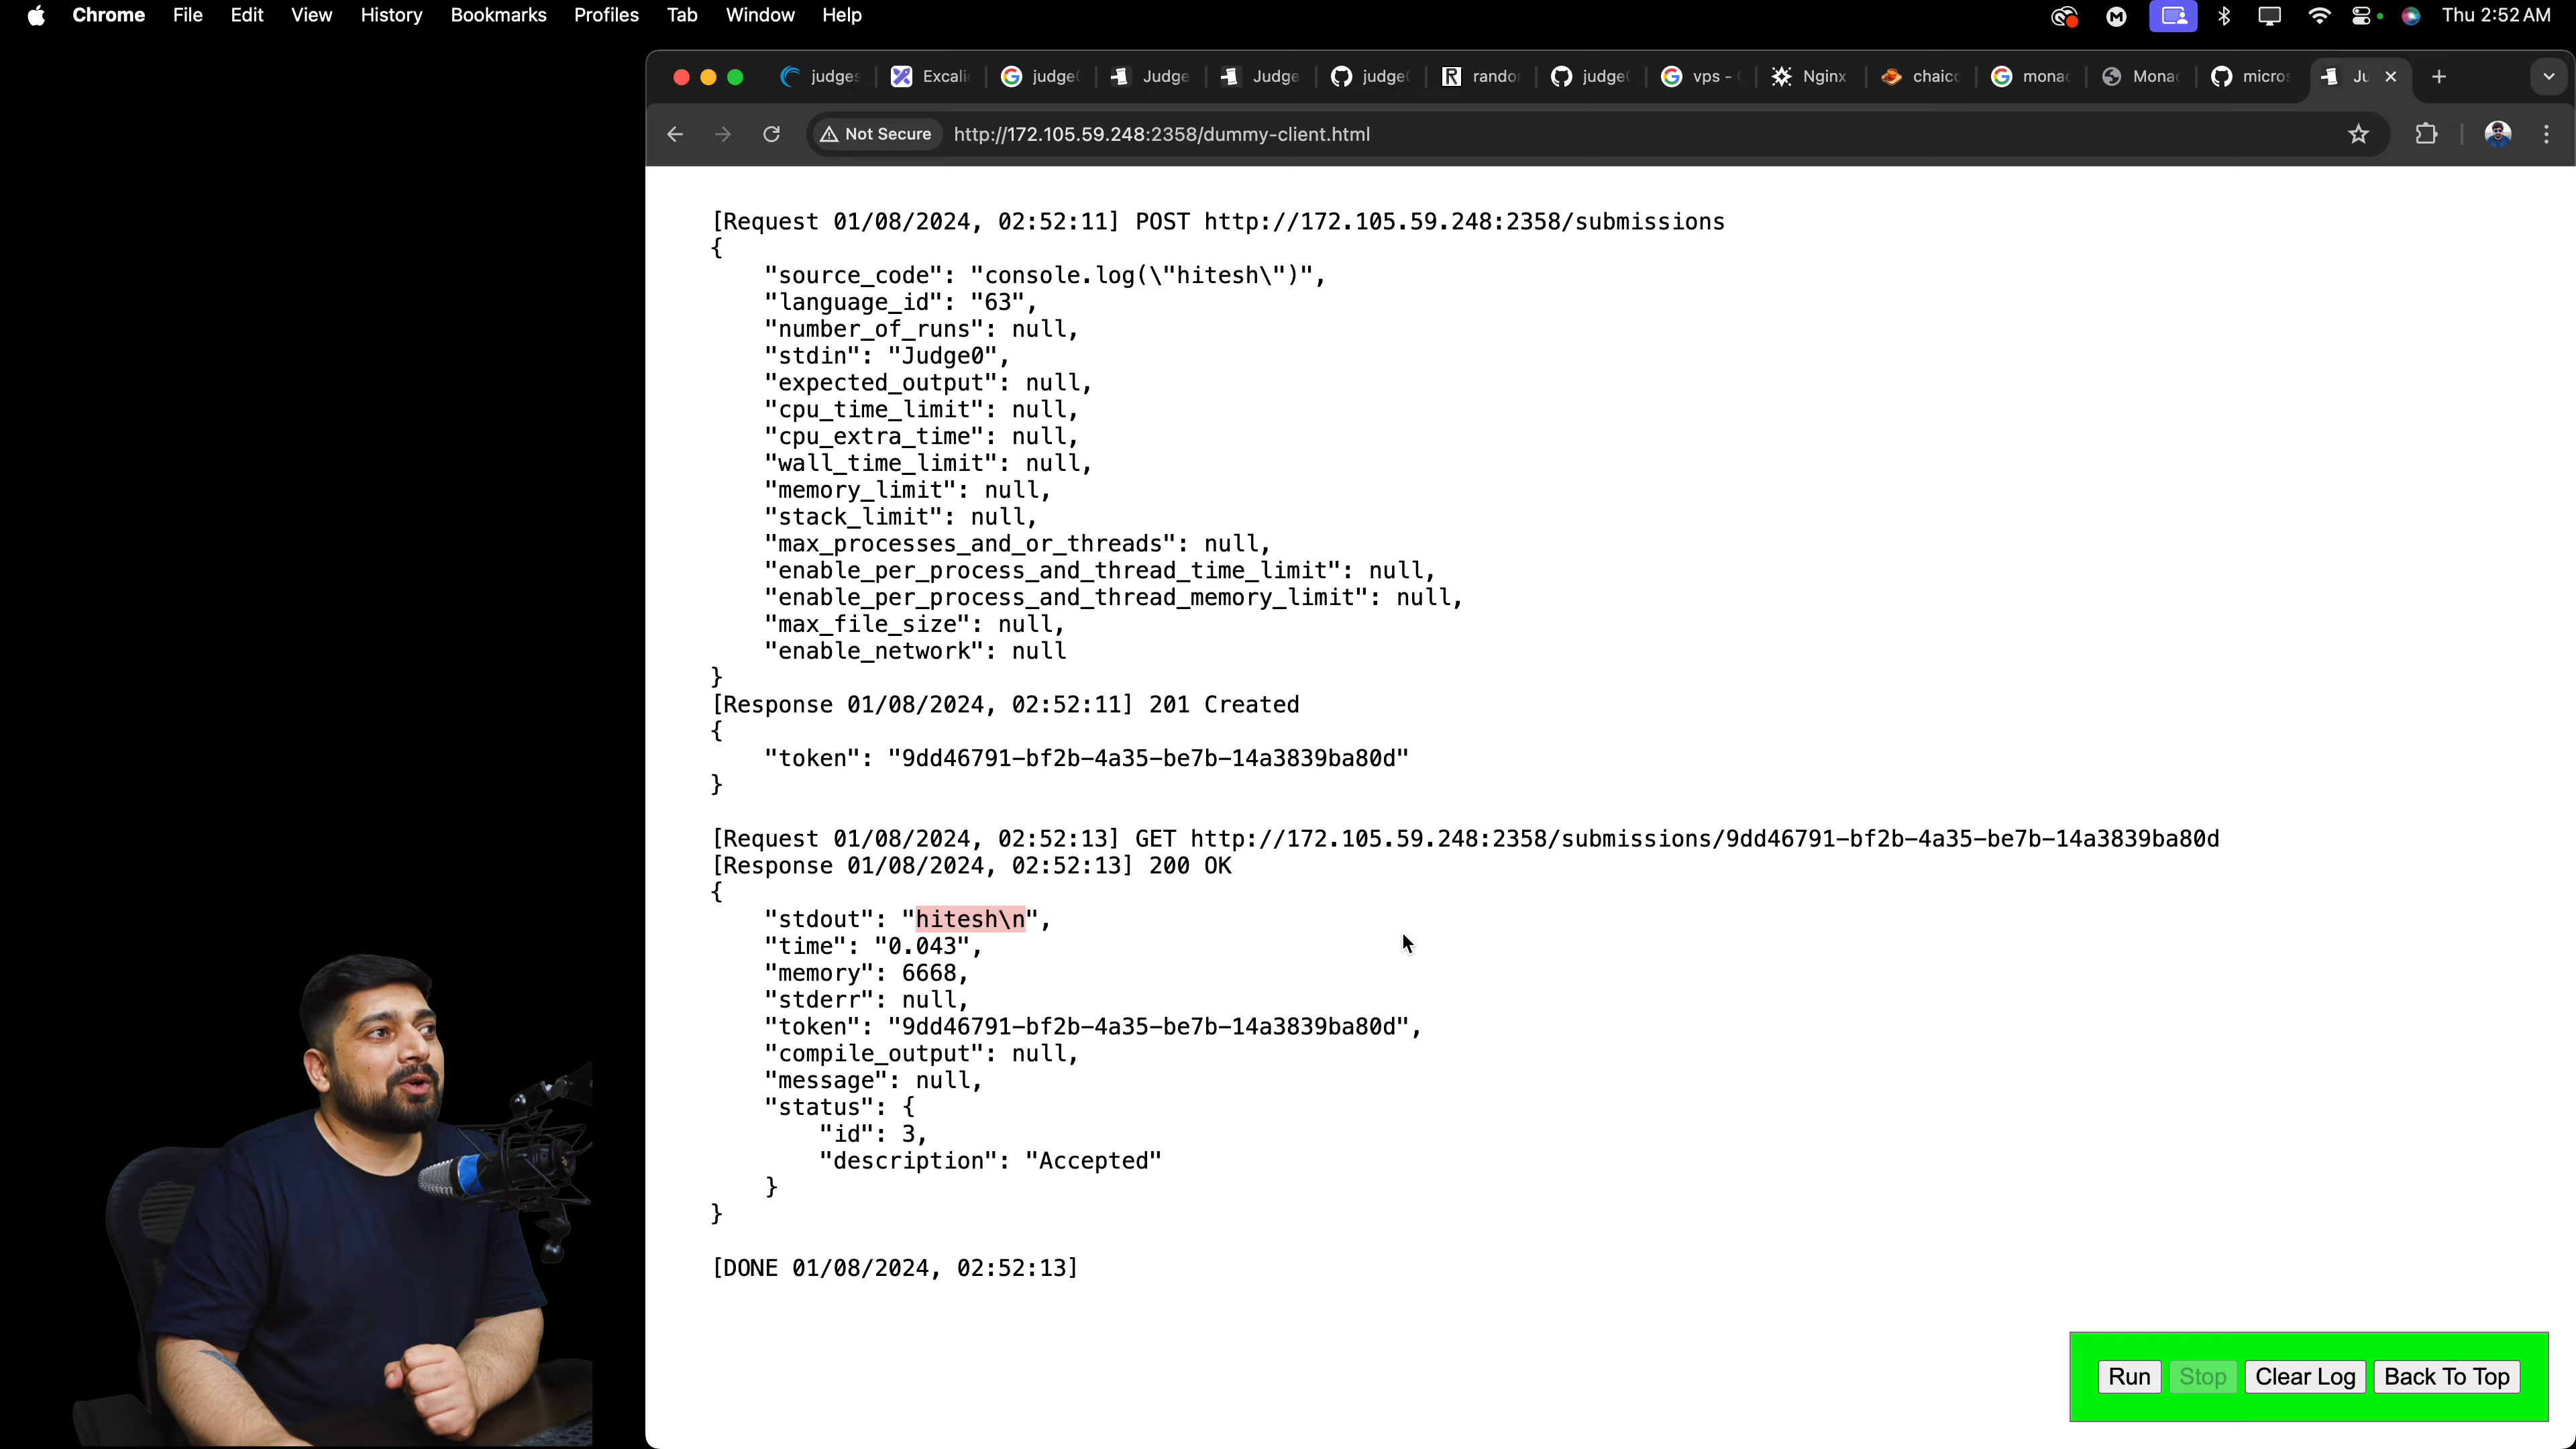 Chrome File Edit View History Bookmarks Profiles Tab Window Help Thu 2:52 AM
judges Excali judge Judge Judge judge rando judge vps - Nginx chaico mona Mona micros Ju
Not Secure http://172.105.59.248:2358/dummy-client.html
[Request 01/08/2024, 02:52:11] POST http://172.105.59.248:2358/submissions
{
"source_code": "console.log(\"hitesh\")",
"language_id": "63",
"number_of_runs": null,
"stdin": "Judge0",
"expected_output": null,
"cpu_time_limit": null,
"cpu_extra_time": null,
"wall_time_limit": null,
"memory_limit": null,
"stack_limit": null,
"max_processes_and_or_threads": null,
"enable_per_process_and_thread_time_limit": null,
"enable_per_process_and_thread_memory_limit": null,
"max_file_size": null,
"enable_network": null
}
[Response 01/08/2024, 02:52:11] 201 Created
{
"token": "9dd46791-bf2b-4a35-be7b-14a3839ba80d"
}
[Request 01/08/2024, 02:52:13] GET http://172.105.59.248:2358/submissions/9dd46791-bf2b-4a35-be7b-14a3839ba80d
[Response 01/08/2024, 02:52:13] 200 OK
{
"stdout": "hitesh\n",
"time": "0.043",
"memory": 6668,
"stderr": null,
"token": "9dd46791-bf2b-4a35-be7b-14a3839ba80d",
"compile_output": null,
"message": null,
"status": {
"id": 3,
"description": "Accepted"
}
}
[DONE 01/08/2024, 02:52:13]
Run Stop Clear Log Back To Top